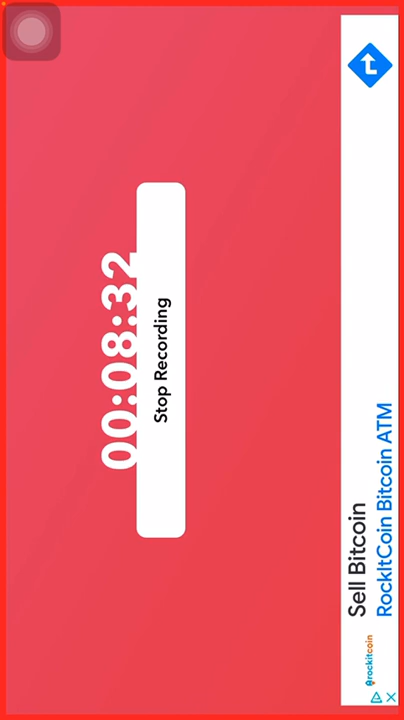 00:08:32
Stop Recording
Sell Bitcoin
RockItCoin Bitcoin ATM
rockitcoin